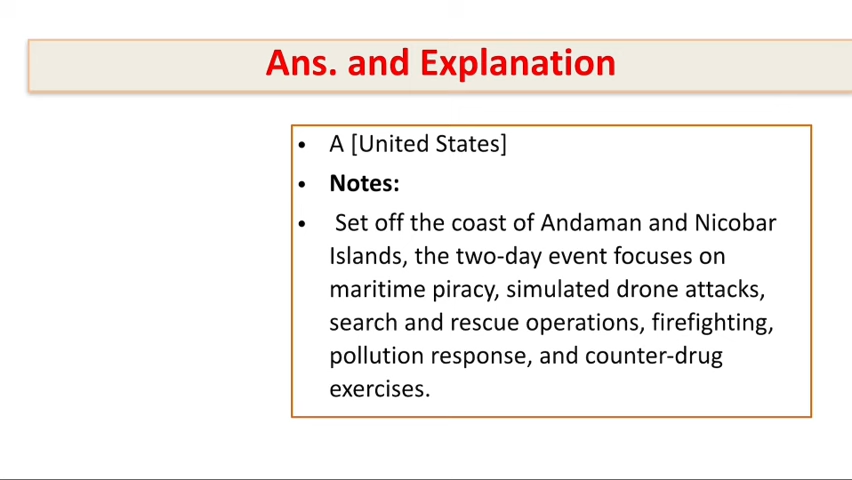 Ans. and Explanation
• A [United States]
• Notes:
• Set off the coast of Andaman and Nicobar
Islands, the two-day event focuses on
maritime piracy, simulated drone attacks,
search and rescue operations, firefighting,
pollution response, and counter-drug
exercises.